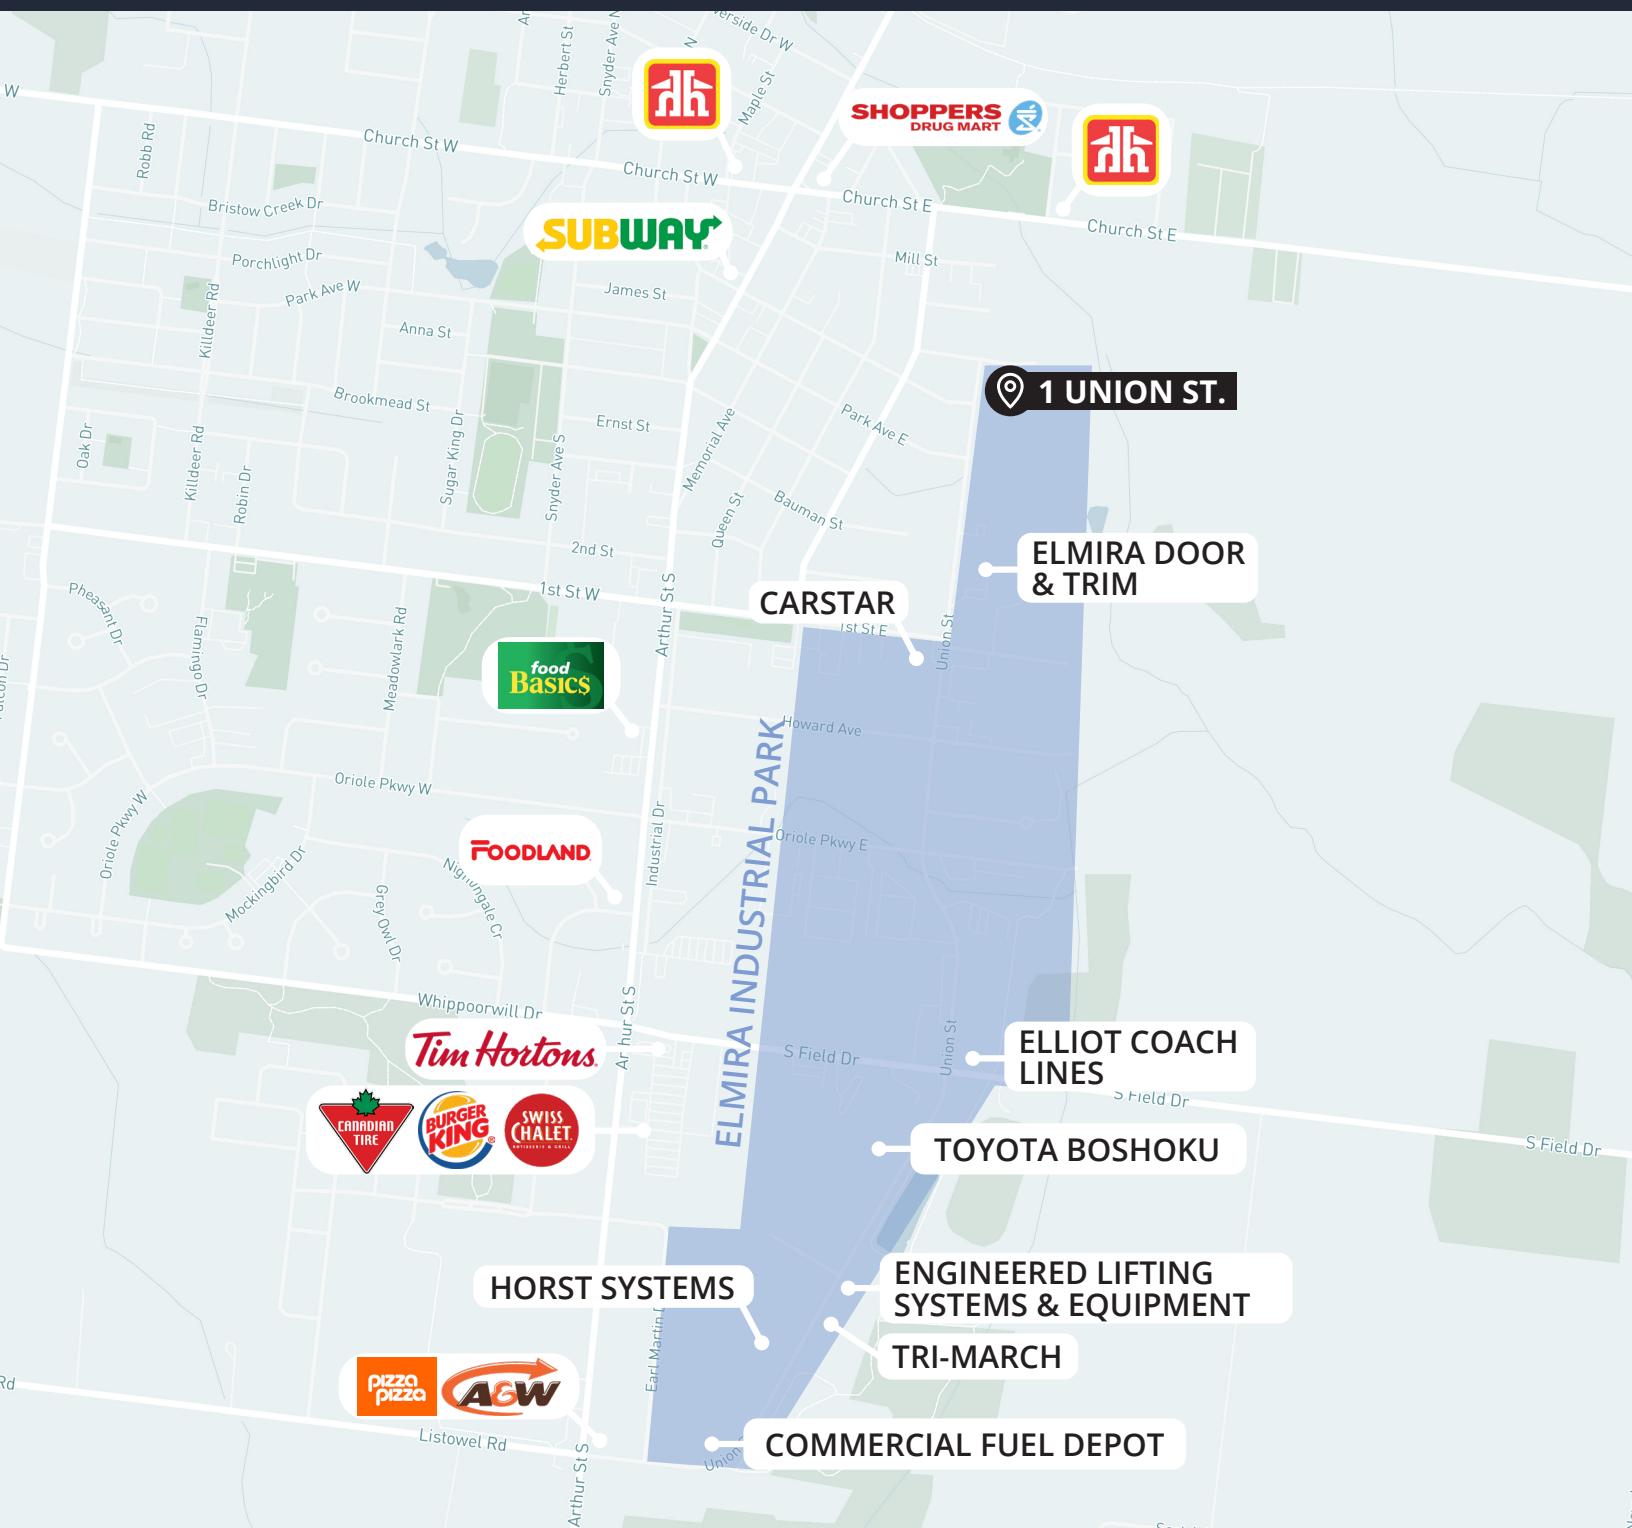 W
Herbert St
Snyder Ave N
N
Maple St
SHOPPERS
DRUG MART
Robb Rd
Church St W
Church St W
Church St E
Church St E
Bristow Creek Dr
SUBWAY
Mill St
Porchlight Dr
Park Ave W
James St
Killdeer Rd
Anna St
1 UNION ST.
Brookmead St
Ernst St
Park Ave E
Oak Dr
Killdeer Rd
Robin Dr
Sugar King Dr
Snyder Ave S
Memorial Ave
Queen St
Bauman St
2nd St
ELMIRA DOOR
& TRIM
1st St W
Arthur St S
CARSTAR
1st St E
Union St
Pheasant Dr
Flamingo Dr
Meadowlark Rd
food
Basics
Howard Ave
ELMIRA INDUSTRIAL PARK
Oriole Pkwy W
Oriole Pkwy W
Oriole Pkwy E
Industrial Dr
FOODLAND
Mockingbird Dr
Grey Owl Dr
Whippoorwill Dr
Arthur St S
Tim Hortons
S Field Dr
Union St
ELLIOT COACH
LINES
S Field Dr
S Field Dr
CANADIAN
TIRE
BURGER
KING
SWISS
CHALET
ROTISSERIE & GRILL
TOYOTA BOSHOKU
HORST SYSTEMS
ENGINEERED LIFTING
SYSTEMS & EQUIPMENT
Earl Martin
TRI-MARCH
Rd
pizza
pizza
A&W
Listowel Rd
Arthur St S
Union
COMMERCIAL FUEL DEPOT